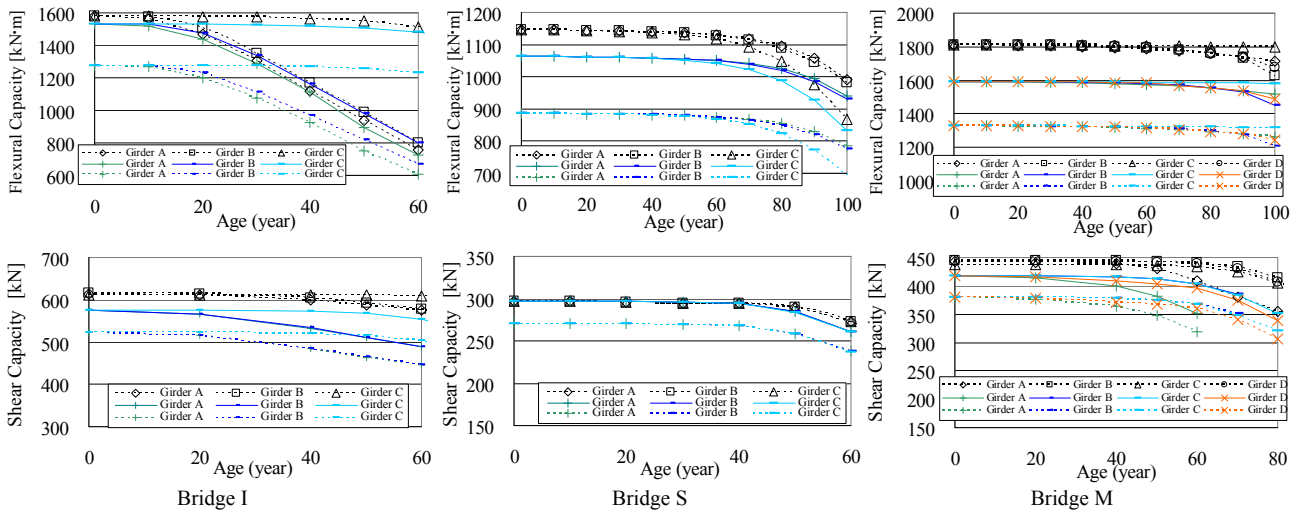 Flexural Capacity [kN·m]
1600
1400
1200
1000
800
600
Girder A Girder B Girder C
Girder A Girder B Girder C
Girder A Girder B Girder C
0 20 40 60
Age (year)
Flexural Capacity [kN·m]
1200
1100
1000
900
800
700
Girder A Girder B Girder C
Girder A Girder B Girder C
Girder A Girder B Girder C
0 20 40 60 80 100
Age (year)
Flexural Capacity [kN·m]
2000
1800
1600
1400
1200
1000
Girder A Girder B Girder C Girder D
Girder A Girder B Girder C Girder D
Girder A Girder B Girder C Girder D
0 20 40 60 80 100
Age (year)
Shear Capacity [kN]
700
600
500
400
300
Girder A Girder B Girder C
Girder A Girder B Girder C
Girder A Girder B Girder C
0 20 40 60
Age (year)
Bridge I
Shear Capacity [kN]
350
300
250
200
150
Girder A Girder B Girder C
Girder A Girder B Girder C
Girder A Girder B Girder C
0 20 40 60
Age (year)
Bridge S
Shear Capacity [kN]
450
400
350
300
250
200
150
Girder A Girder B Girder C Girder D
Girder A Girder B Girder C Girder D
Girder A Girder B Girder C Girder D
0 20 40 60 80
Age (year)
Bridge M